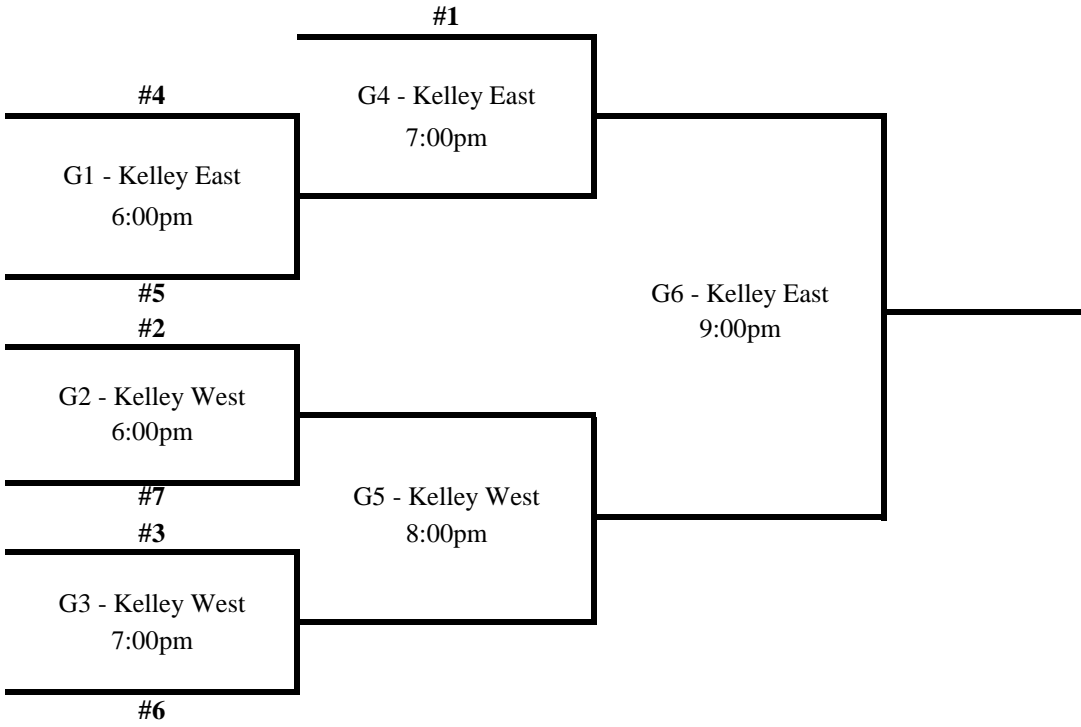 #1
#4
G4 - Kelley East
7:00pm
G1 - Kelley East
6:00pm
#5
G6 - Kelley East
9:00pm
#2
G2 - Kelley West
6:00pm
#7
G5 - Kelley West
8:00pm
#3
G3 - Kelley West
7:00pm
#6